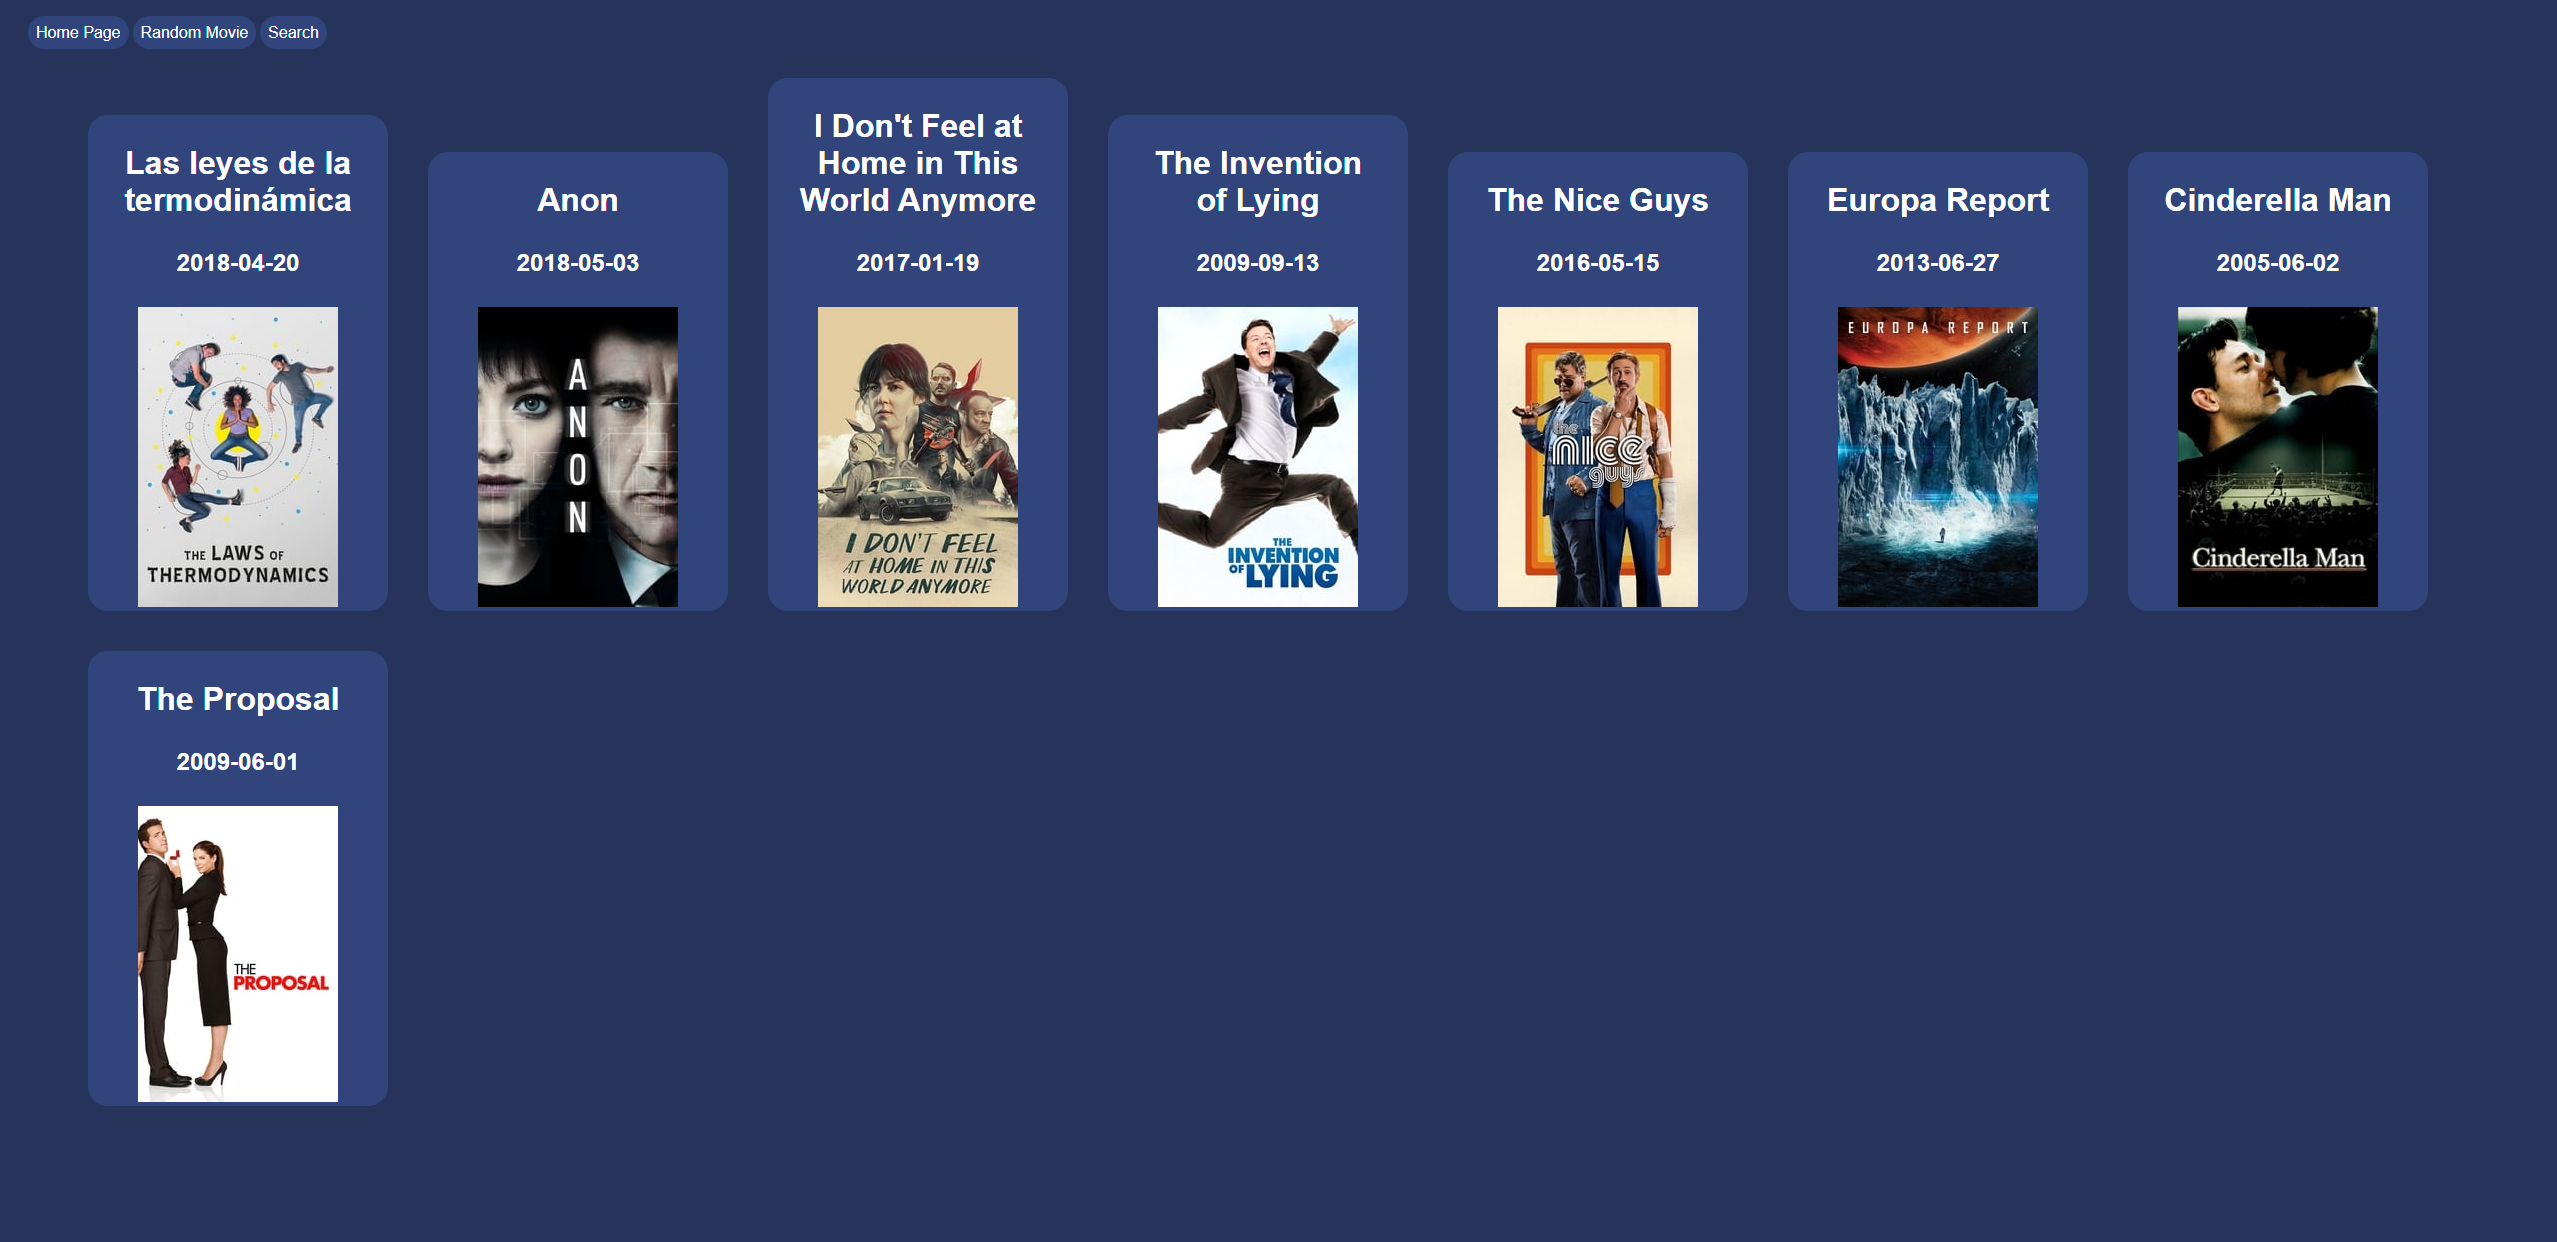 Home Page
Random Movie
Search
Las leyes de la
termodinámica
2018-04-20
THE LAWS OF
THERMODYNAMICS
Anon
2018-05-03
ANON
I Don't Feel at
Home in This
World Anymore
2017-01-19
I DON'T FEEL
AT HOME IN THIS
WORLD ANYMORE
The Invention
of Lying
2009-09-13
THE
INVENTION
OF LYING
The Nice Guys
2016-05-15
the
nice
guys
Europa Report
2013-06-27
EUROPA REPORT
Cinderella Man
2005-06-02
Cinderella Man
The Proposal
2009-06-01
THE
PROPOSAL